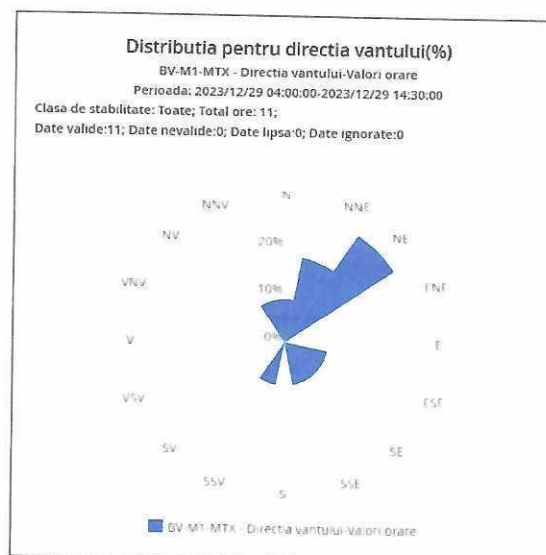 Distributia pentru directia vantului(%)
BV-M1-MTX - Directia vantului-Valori orare
Perioada: 2023/12/29 04:00:00-2023/12/29 14:30:00
Clasa de stabilitate: Toate; Total ore: 11;
Date valide:11; Date nevalide:0; Date lipsa:0; Date ignorate:0
N
NNV
NNE
NV
20%
NE
VNV
10%
ENE
V
0%
E
VSV
ESE
SV
SE
SSV
SSE
S
BV-M1-MTX - Directia vantului-Valori orare